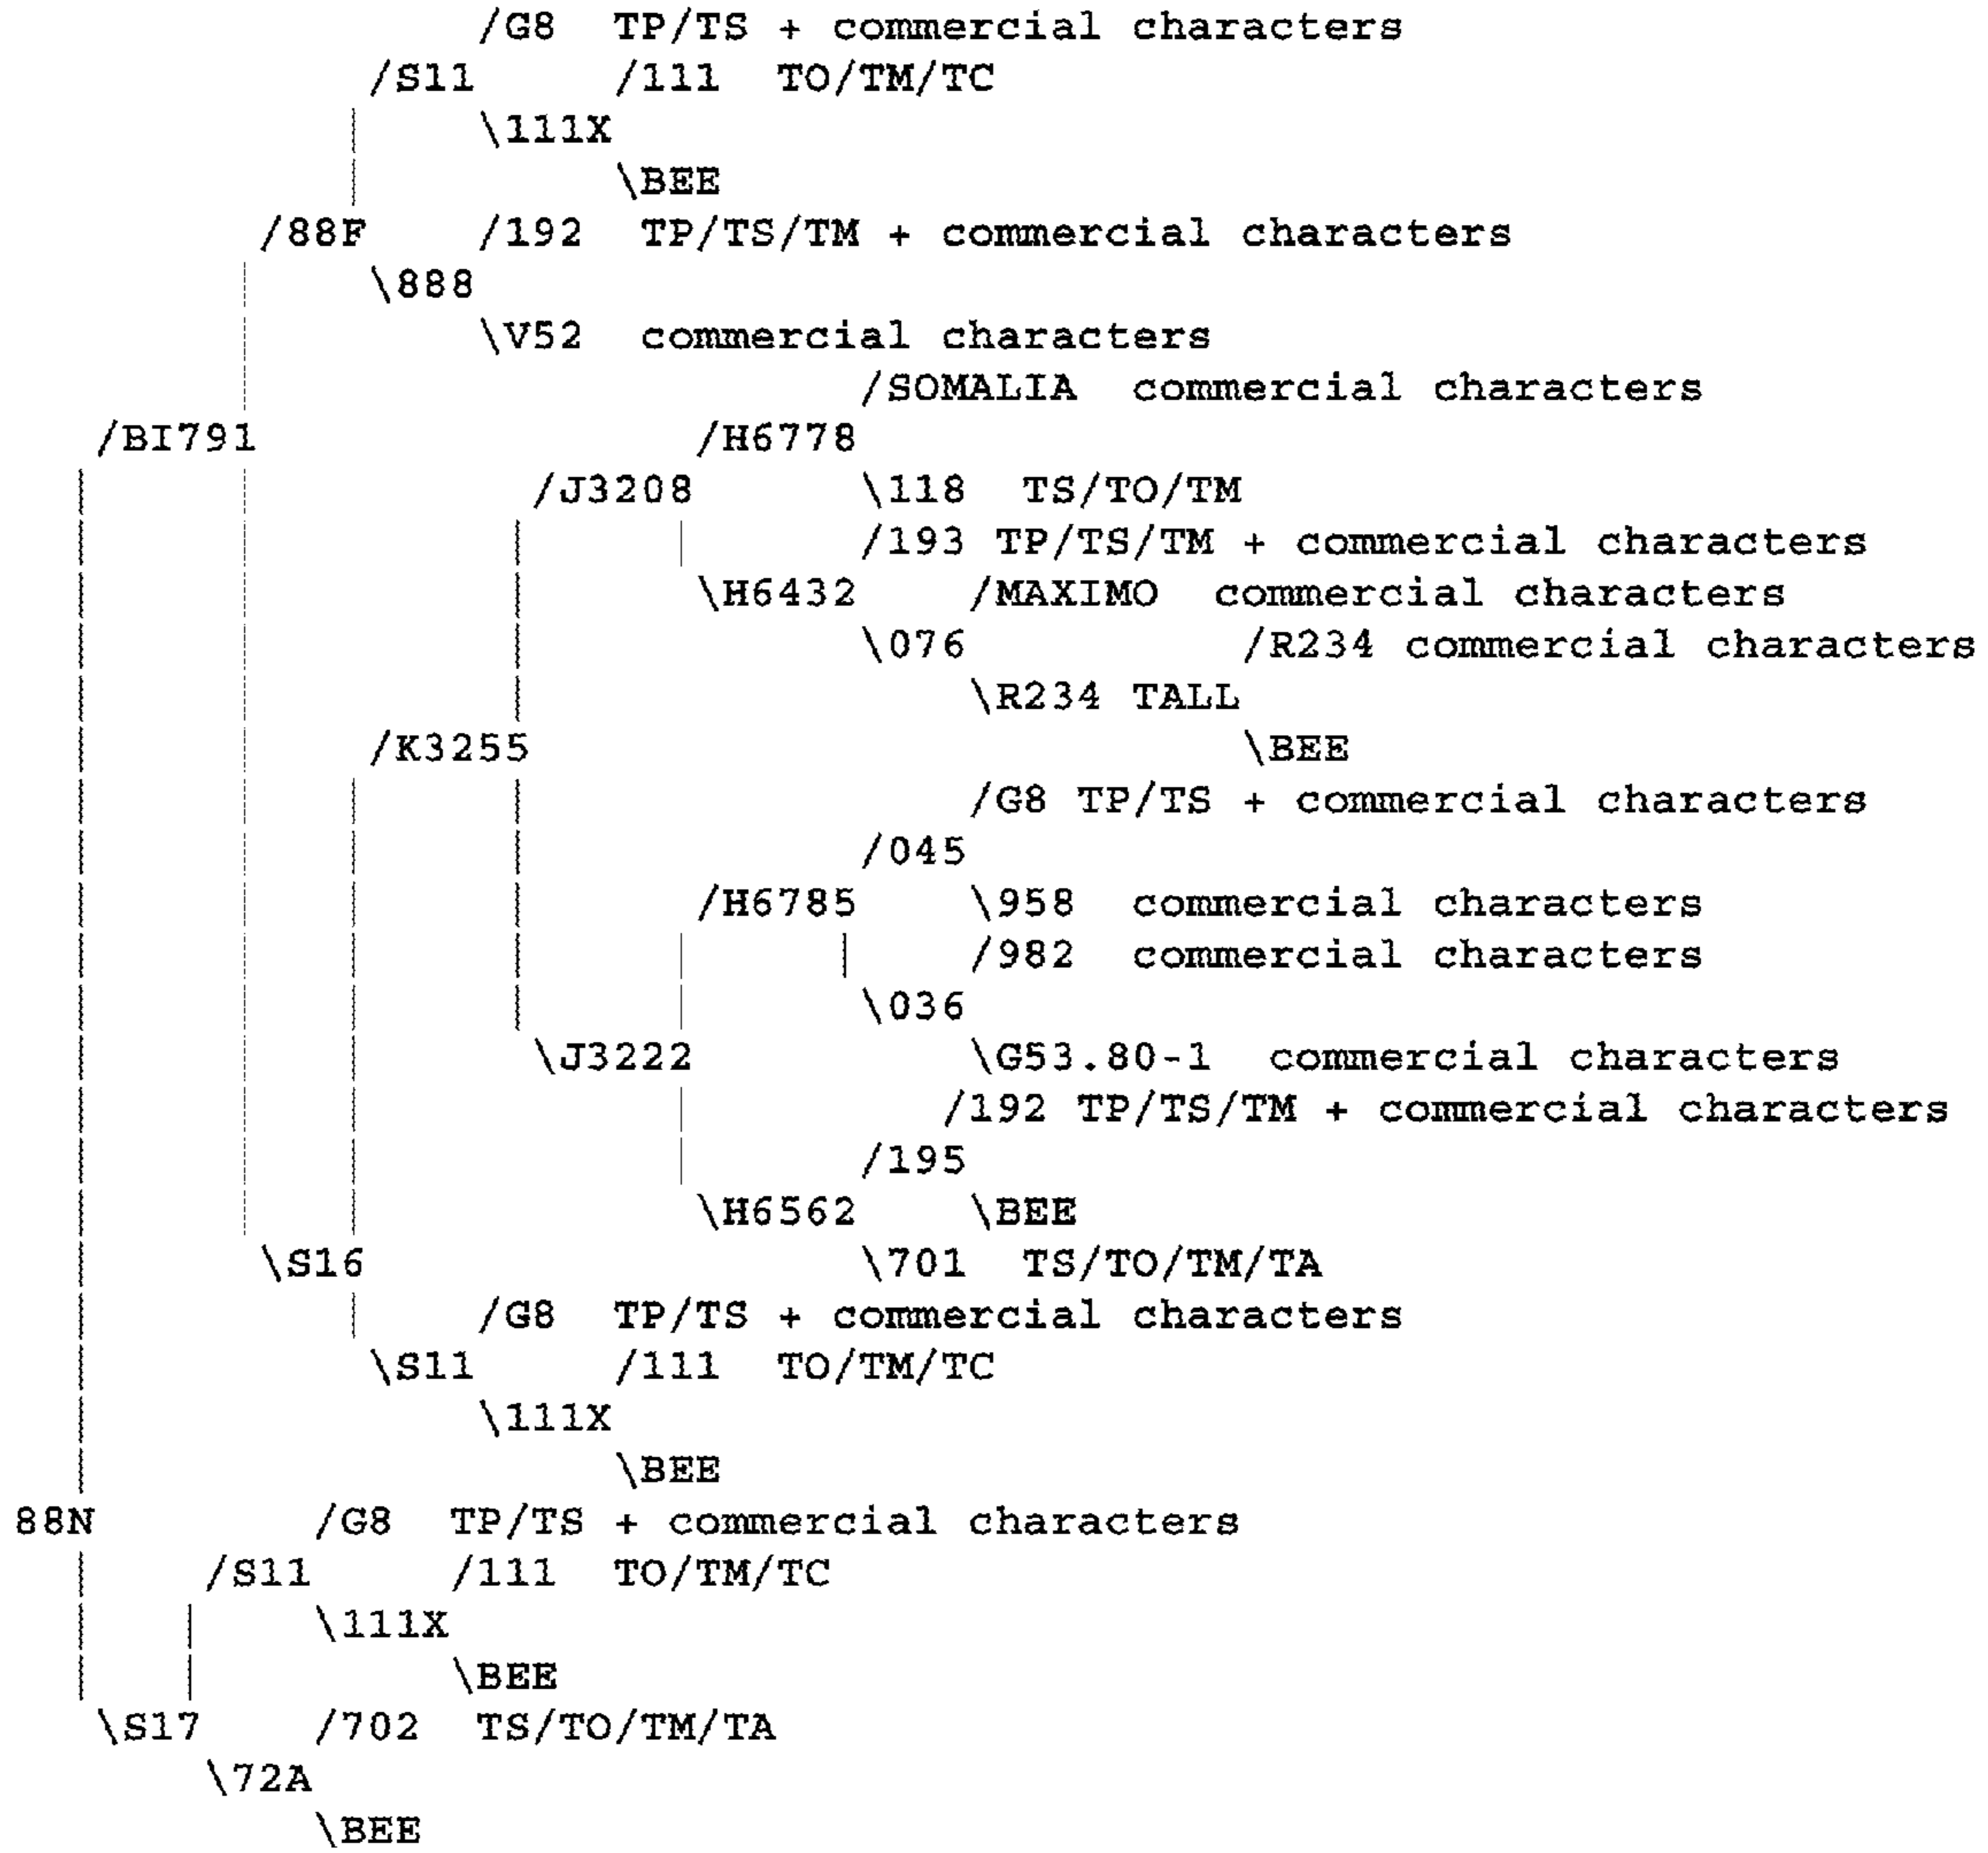 /G8 TP/TS + commercial characters
/S11 /111 TO/TM/TC
\111X
\BEE
/88F /192 TP/TS/TM + commercial characters
\888
\V52 commercial characters
/SOMALIA commercial characters
/BI791 /H6778
/J3208 \118 TS/TO/TM
/193 TP/TS/TM + commercial characters
\H6432 /MAXIMO commercial characters
\076 /R234 commercial characters
\R234 TALL
/K3255 \BEE
/G8 TP/TS + commercial characters
/045
/H6785 \958 commercial characters
/982 commercial characters
\036
\J3222 \G53.80-1 commercial characters
/192 TP/TS/TM + commercial characters
/195
\H6562 \BEE
\S16 \701 TS/TO/TM/TA
/G8 TP/TS + commercial characters
\S11 /111 TO/TM/TC
\111X
\BEE
88N /G8 TP/TS + commercial characters
/S11 /111 TO/TM/TC
\111X
\BEE
\S17 /702 TS/TO/TM/TA
\72A
\BEE